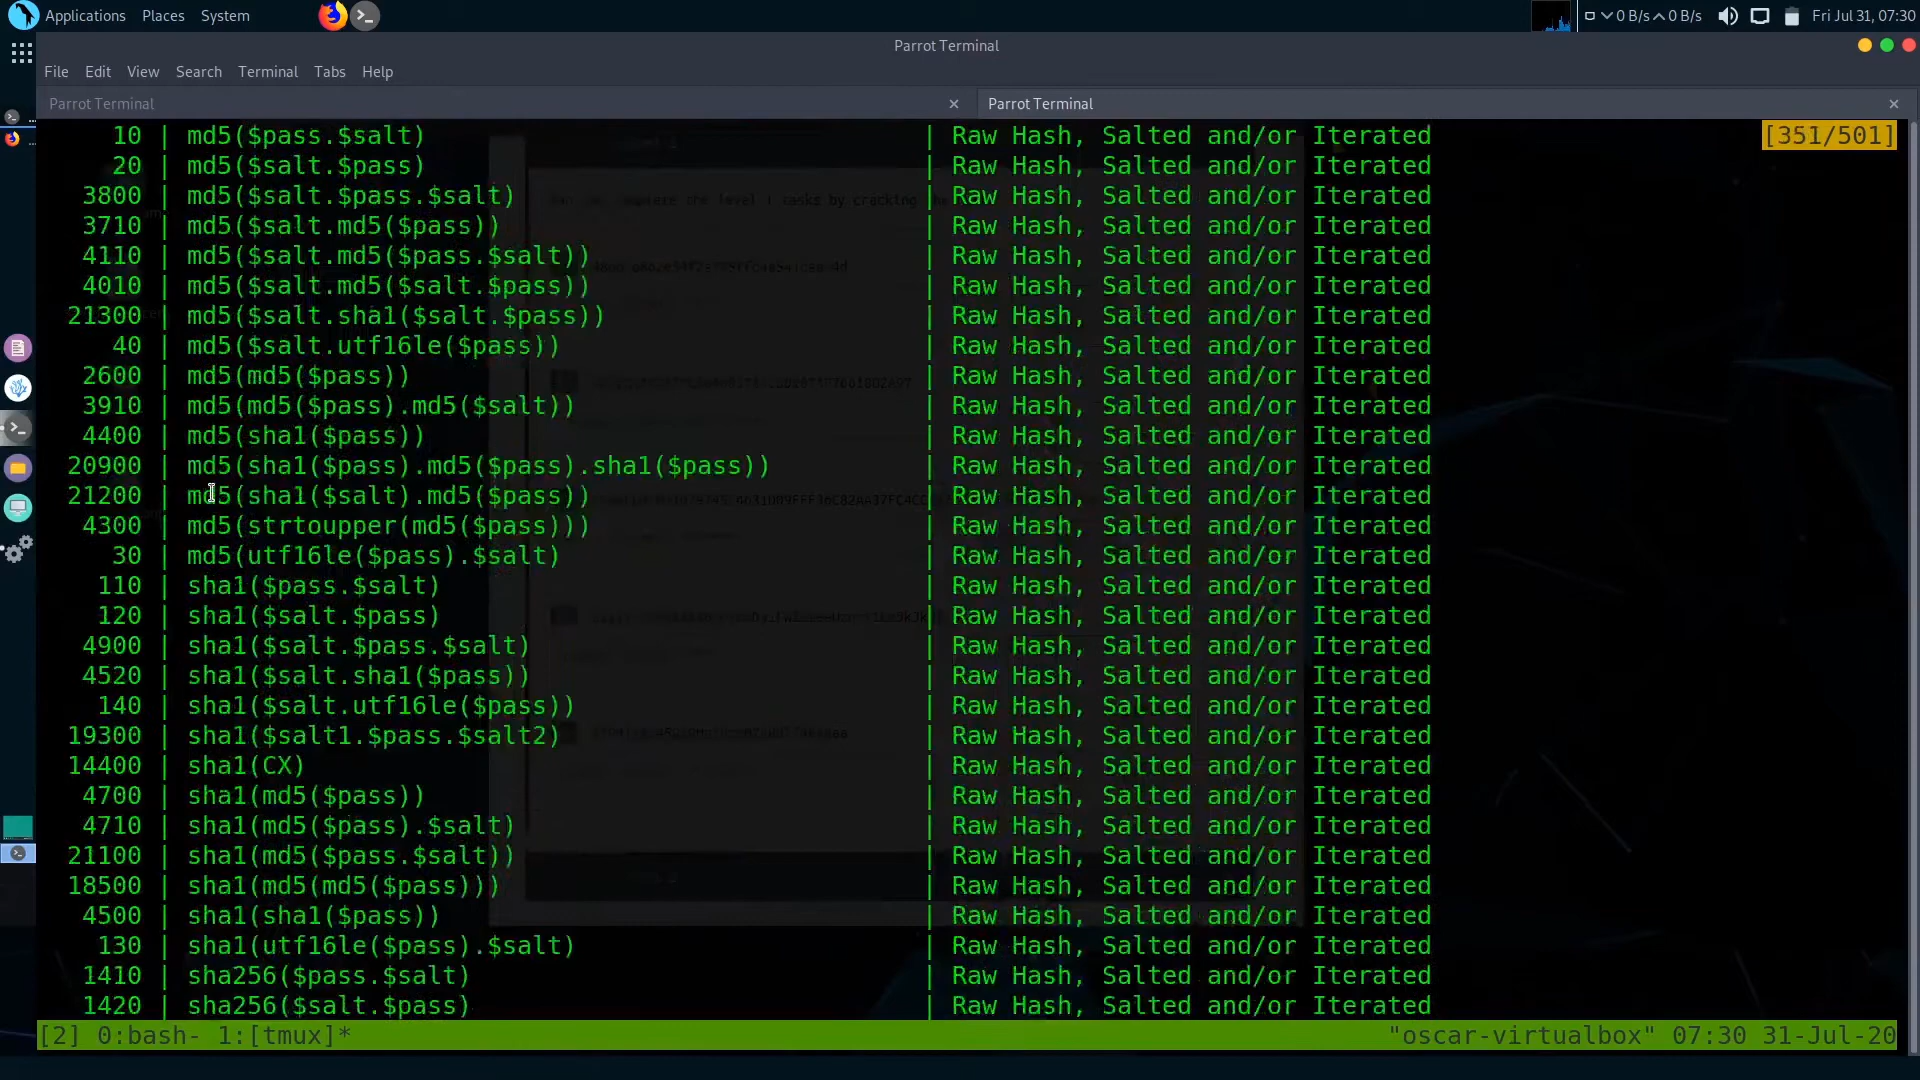 Applications Places System
0 B/s 0 B/s Fri Jul 31, 07:30
Parrot Terminal
File Edit View Search Terminal Tabs Help
Parrot Terminal × Parrot Terminal ×
10 | md5($pass.$salt) | Raw Hash, Salted and/or Iterated [351/501]
20 | md5($salt.$pass) | Raw Hash, Salted and/or Iterated
3800 | md5($salt.$pass.$salt) | Raw Hash, Salted and/or Iterated
3710 | md5($salt.md5($pass)) | Raw Hash, Salted and/or Iterated
4110 | md5($salt.md5($pass.$salt)) | Raw Hash, Salted and/or Iterated
4010 | md5($salt.md5($salt.$pass)) | Raw Hash, Salted and/or Iterated
21300 | md5($salt.sha1($salt.$pass)) | Raw Hash, Salted and/or Iterated
40 | md5($salt.utf16le($pass)) | Raw Hash, Salted and/or Iterated
2600 | md5(md5($pass)) | Raw Hash, Salted and/or Iterated
3910 | md5(md5($pass).md5($salt)) | Raw Hash, Salted and/or Iterated
4400 | md5(sha1($pass)) | Raw Hash, Salted and/or Iterated
20900 | md5(sha1($pass).md5($pass).sha1($pass)) | Raw Hash, Salted and/or Iterated
21200 | md5(sha1($salt).md5($pass)) | Raw Hash, Salted and/or Iterated
4300 | md5(strtoupper(md5($pass))) | Raw Hash, Salted and/or Iterated
30 | md5(utf16le($pass).$salt) | Raw Hash, Salted and/or Iterated
110 | sha1($pass.$salt) | Raw Hash, Salted and/or Iterated
120 | sha1($salt.$pass) | Raw Hash, Salted and/or Iterated
4900 | sha1($salt.$pass.$salt) | Raw Hash, Salted and/or Iterated
4520 | sha1($salt.sha1($pass)) | Raw Hash, Salted and/or Iterated
140 | sha1($salt.utf16le($pass)) | Raw Hash, Salted and/or Iterated
19300 | sha1($salt1.$pass.$salt2) | Raw Hash, Salted and/or Iterated
14400 | sha1(CX) | Raw Hash, Salted and/or Iterated
4700 | sha1(md5($pass)) | Raw Hash, Salted and/or Iterated
4710 | sha1(md5($pass).$salt) | Raw Hash, Salted and/or Iterated
21100 | sha1(md5($pass.$salt)) | Raw Hash, Salted and/or Iterated
18500 | sha1(md5(md5($pass))) | Raw Hash, Salted and/or Iterated
4500 | sha1(sha1($pass)) | Raw Hash, Salted and/or Iterated
130 | sha1(utf16le($pass).$salt) | Raw Hash, Salted and/or Iterated
1410 | sha256($pass.$salt) | Raw Hash, Salted and/or Iterated
1420 | sha256($salt.$pass) | Raw Hash, Salted and/or Iterated
[2] 0:bash- 1:[tmux]* "oscar-virtualbox" 07:30 31-Jul-20